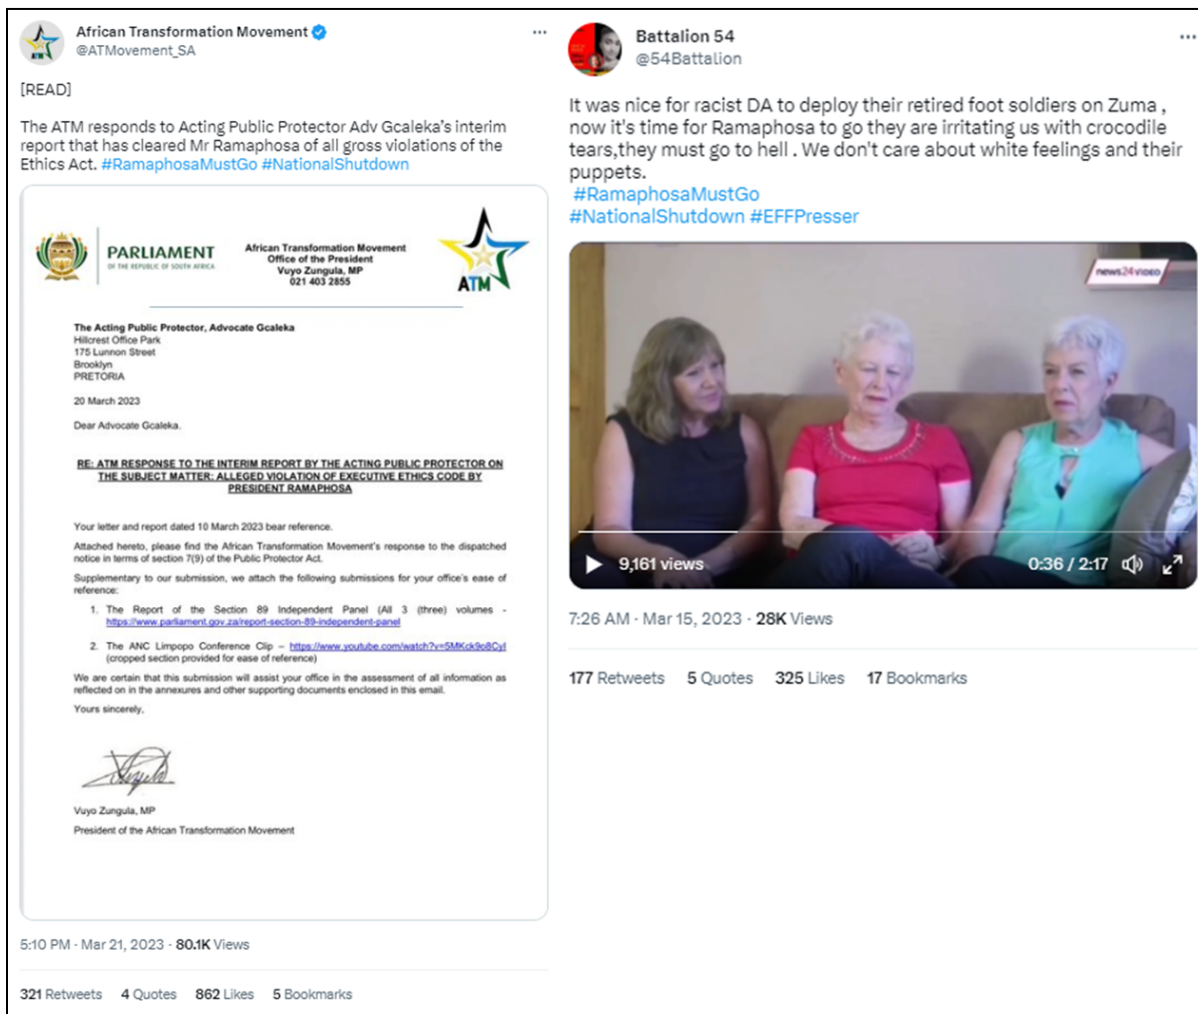 African Transformation Movement
@ATMovement_SA
[READ]
The ATM responds to Acting Public Protector Adv Gcaleka's interim
report that has cleared Mr Ramaphosa of all gross violations of the
Ethics Act. #RamaphosaMustGo #NationalShutdown
PARLIAMENT
OF THE REPUBLIC OF SOUTH AFRICA
African Transformation Movement
Office of the President
Vuyo Zungula, MP
021 403 2855
ATM
The Acting Public Protector, Advocate Gcaleka
Hillcrest Office Park
175 Lunnon Street
Brooklyn
PRETORIA
20 March 2023
Dear Advocate Gcaleka.
RE: ATM RESPONSE TO THE INTERIM REPORT BY THE ACTING PUBLIC PROTECTOR ON
THE SUBJECT MATTER: ALLEGED VIOLATION OF EXECUTIVE ETHICS CODE BY
PRESIDENT RAMAPHOSA
Your letter and report dated 10 March 2023 bear reference.
Attached hereto, please find the African Transformation Movement's response to the dispatched
notice in terms of section 7(9) of the Public Protector Act.
Supplementary to our submission, we attach the following submissions for your office's ease of
reference:
1. The Report of the Section 89 Independent Panel (All 3 (three) volumes -
https://www.parliament.gov.za/report-section-89-independent-panel
2. The ANC Limpopo Conference Clip – https://www.youtube.com/watch?v=5MKck9o8CyI
(cropped section provided for ease of reference)
We are certain that this submission will assist your office in the assessment of all information as
reflected on in the annexures and other supporting documents enclosed in this email.
Yours sincerely,
Vuyo Zungula, MP
President of the African Transformation Movement
5:10 PM · Mar 21, 2023 · 80.1K Views
321 Retweets 4 Quotes 862 Likes 5 Bookmarks
Battalion 54
@54Battalion
It was nice for racist DA to deploy their retired foot soldiers on Zuma ,
now it's time for Ramaphosa to go they are irritating us with crocodile
tears,they must go to hell . We don't care about white feelings and their
puppets.
#RamaphosaMustGo
#NationalShutdown #EFFPresser
news24VIDEO
9,161 views
0:36 / 2:17
7:26 AM · Mar 15, 2023 · 28K Views
177 Retweets 5 Quotes 325 Likes 17 Bookmarks